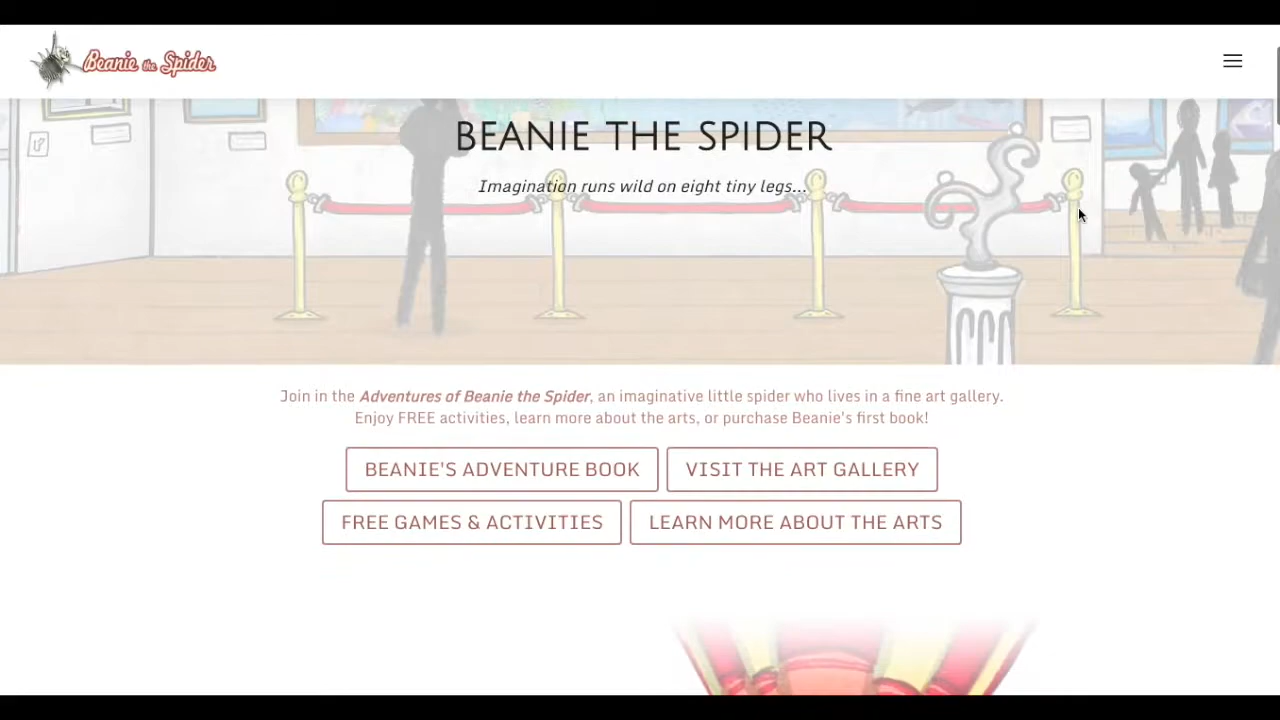 Beanie the Spider
BEANIE THE SPIDER
Imagination runs wild on eight tiny legs...
Join in the Adventures of Beanie the Spider, an imaginative little spider who lives in a fine art gallery.
Enjoy FREE activities, learn more about the arts, or purchase Beanie's first book!
BEANIE'S ADVENTURE BOOK
VISIT THE ART GALLERY
FREE GAMES & ACTIVITIES
LEARN MORE ABOUT THE ARTS